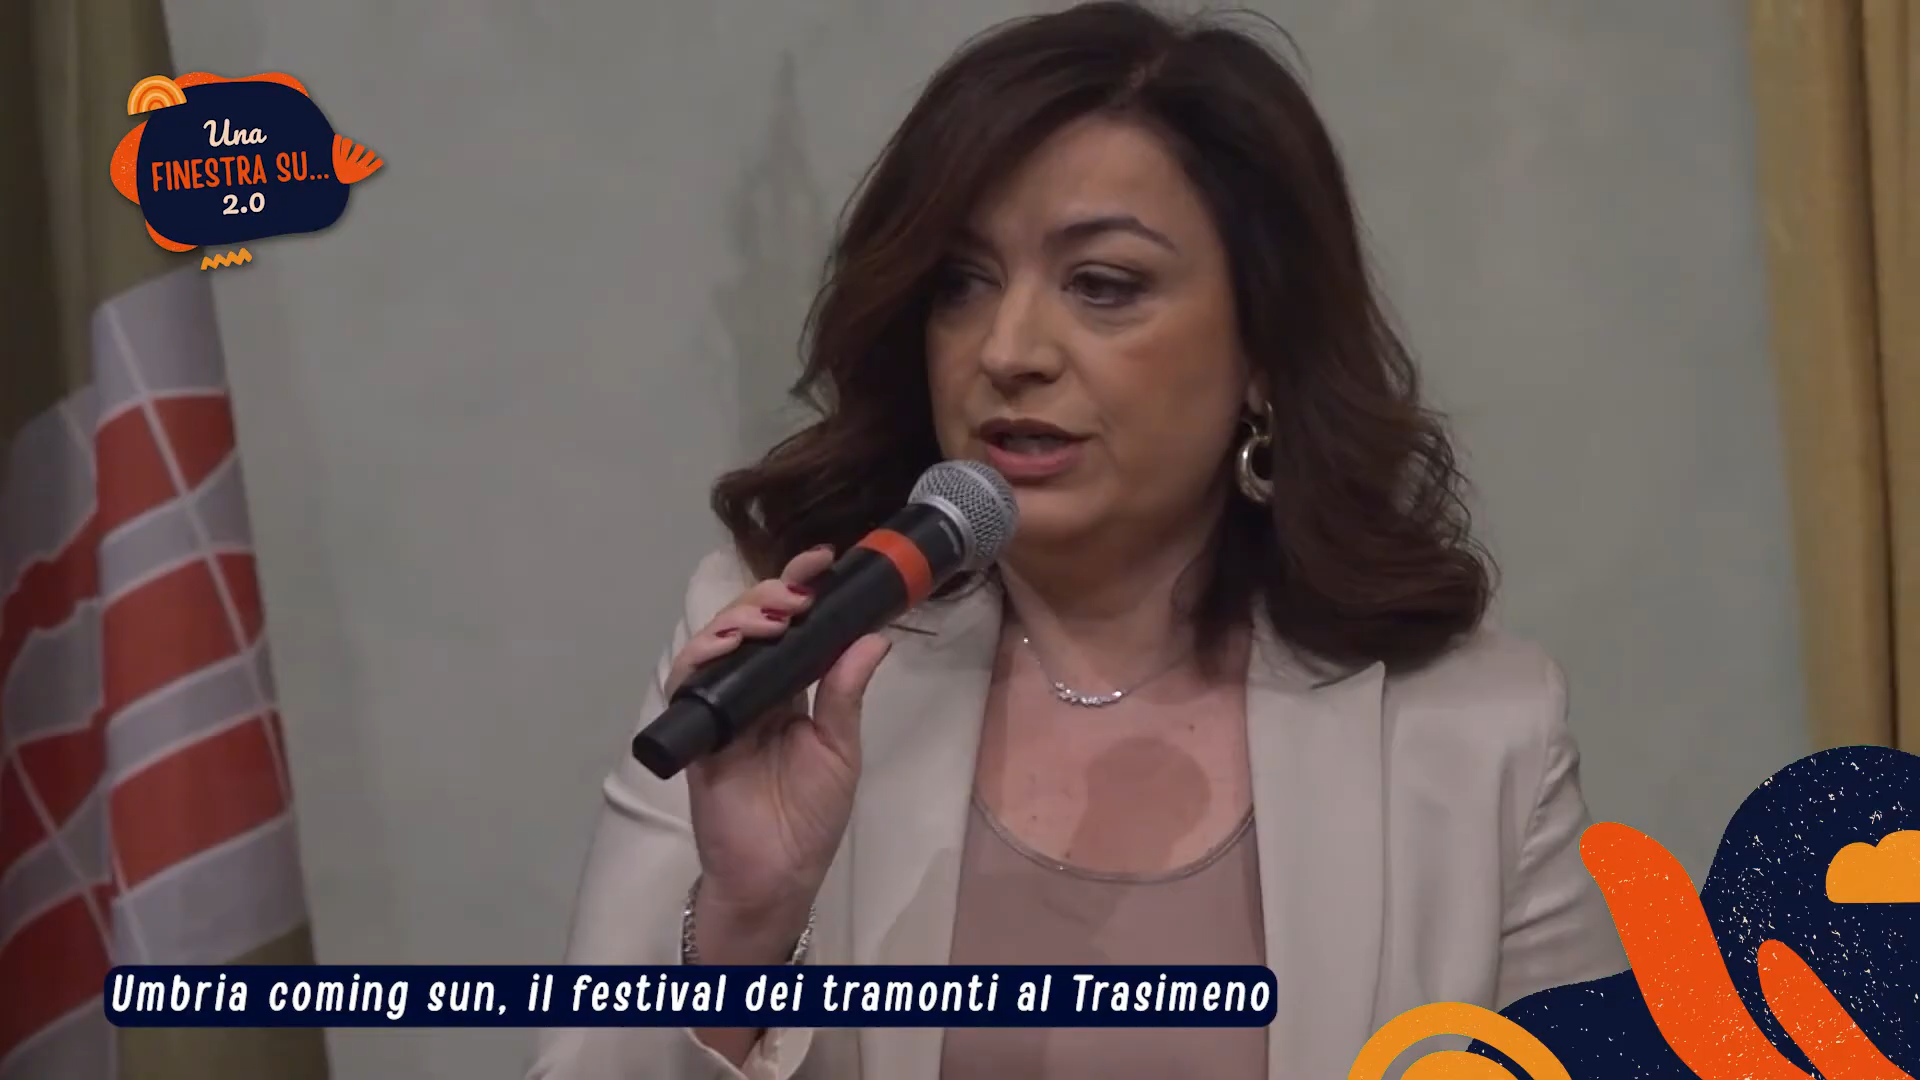 Una
FINESTRA SU...
2.0
Umbria coming sun, il festival dei tramonti al Trasimeno